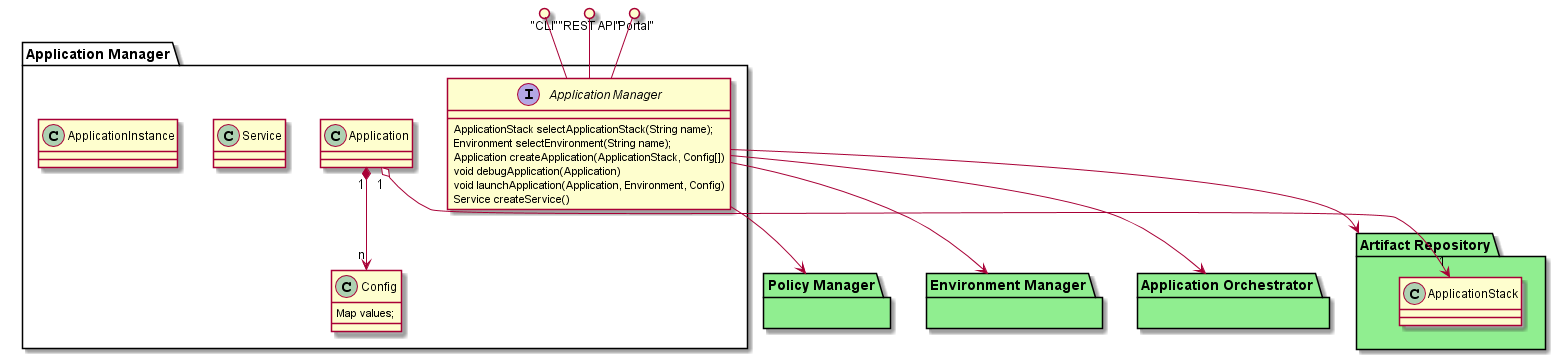 "CLI"
"REST API"
"Portal"
Application Manager
I
Application Manager
ApplicationStack selectApplicationStack(String name);
Environment selectEnvironment(String name);
Application createApplication(ApplicationStack, Config[])
void debugApplication(Application)
void launchApplication(Application, Environment, Config)
Service createService()
C
ApplicationInstance
C
Service
C
Application
1
1
n
C
Config
Map values;
Policy Manager
Environment Manager
Application Orchestrator
Artifact Repository
1
C
ApplicationStack